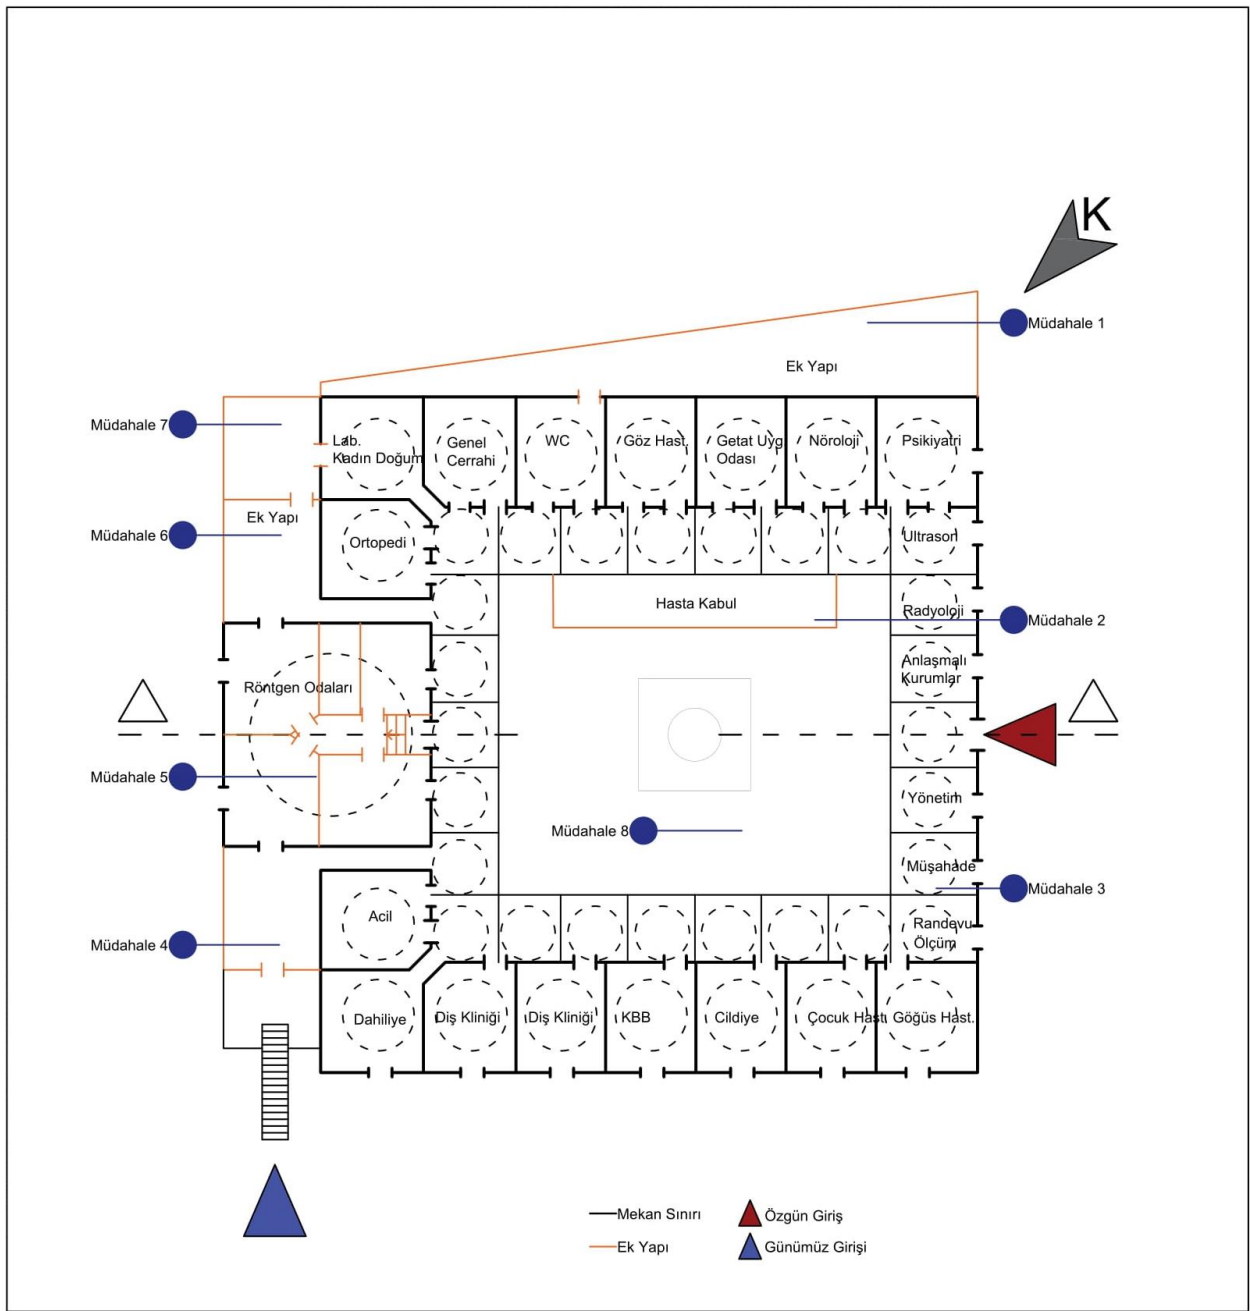 K
Müdahale 1
Ek Yapı
Müdahale 7
Lab.
Kadın Doğum
Genel
Cerrahi
WC
Göz Hast.
Getat Uyg.
Odası
Nöroloji
Psikiyatri
Müdahale 6
Ek Yapı
Ortopedi
Ultrason
Hasta Kabul
Radyoloji
Müdahale 2
Anlaşmalı
Kurumlar
Röntgen Odaları
Müdahale 5
Yönetim
Müdahale 8
Müşahade
Müdahale 3
Acil
Randevu
Ölçüm
Müdahale 4
Dahiliye
Diş Kliniği
Diş Kliniği
KBB
Cildiye
Çocuk Hast.
Göğüs Hast.
Mekan Sınırı
Özgün Giriş
Ek Yapı
Günümüz Girişi